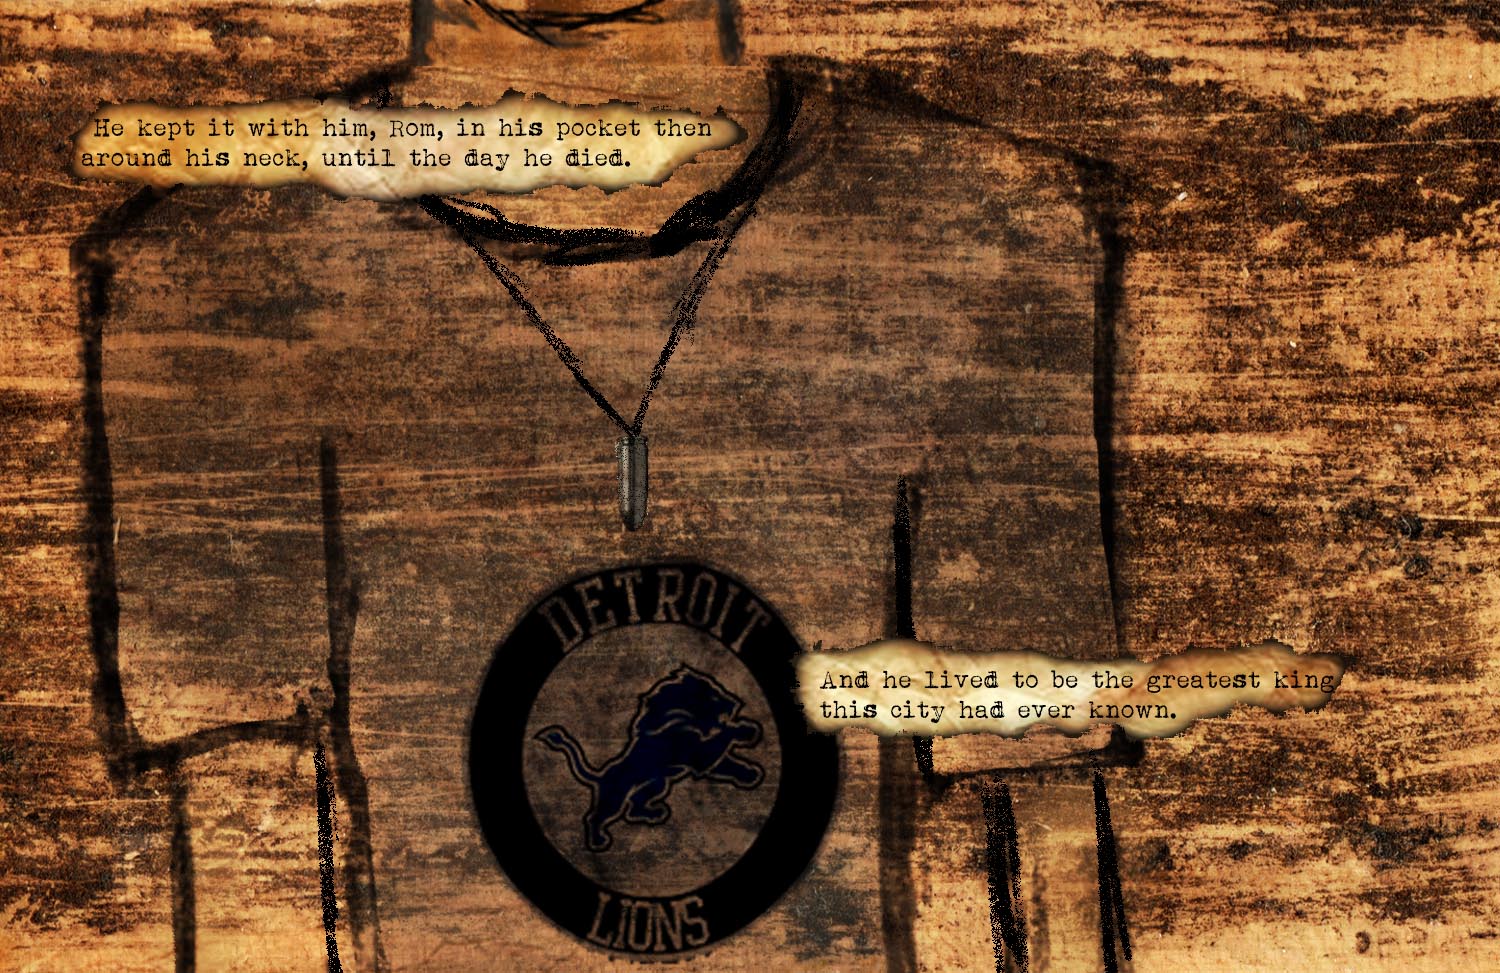 He kept it with him, Rom, in his pocket then
around his neck, until the day he died.
DETROIT
And he lived to be the greatest king
this city had ever known.
LIONS